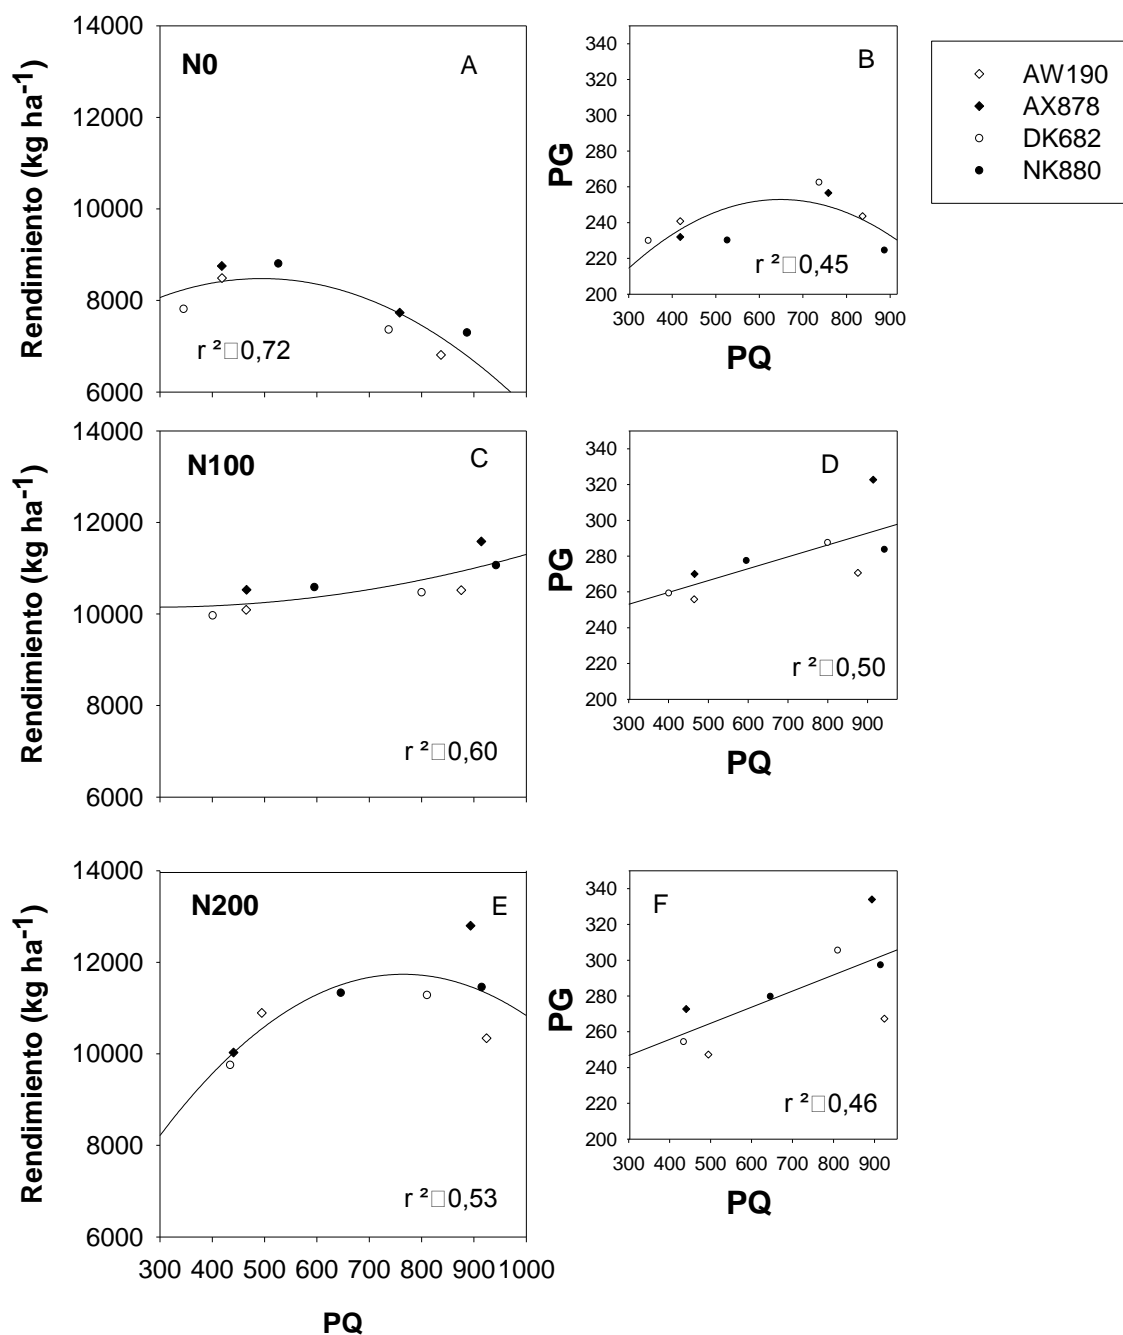 14000
12000
10000
8000
6000
Rendimiento (kg ha⁻¹)
N0
A
r ²□0,72
340
320
300
280
260
240
220
200
PG
B
r ²□0,45
300 400 500 600 700 800 900
PQ
AW190
AX878
DK682
NK880
14000
12000
10000
8000
6000
Rendimiento (kg ha⁻¹)
N100
C
r ²□0,60
340
320
300
280
260
240
220
200
PG
D
r ²□0,50
300 400 500 600 700 800 900
PQ
14000
12000
10000
8000
6000
Rendimiento (kg ha⁻¹)
N200
E
r ²□0,53
300 400 500 600 700 800 900 1000
PQ
340
320
300
280
260
240
220
200
PG
F
r ²□0,46
300 400 500 600 700 800 900
PQ